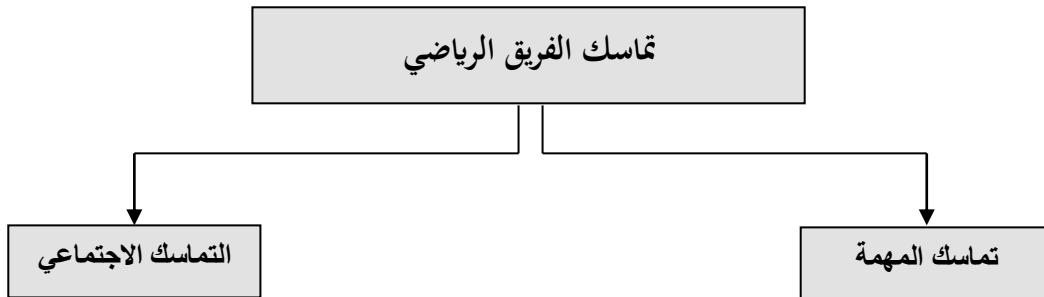 تماسك الفريق الرياضي
تماسك المهمة
التماسك الاجتماعي